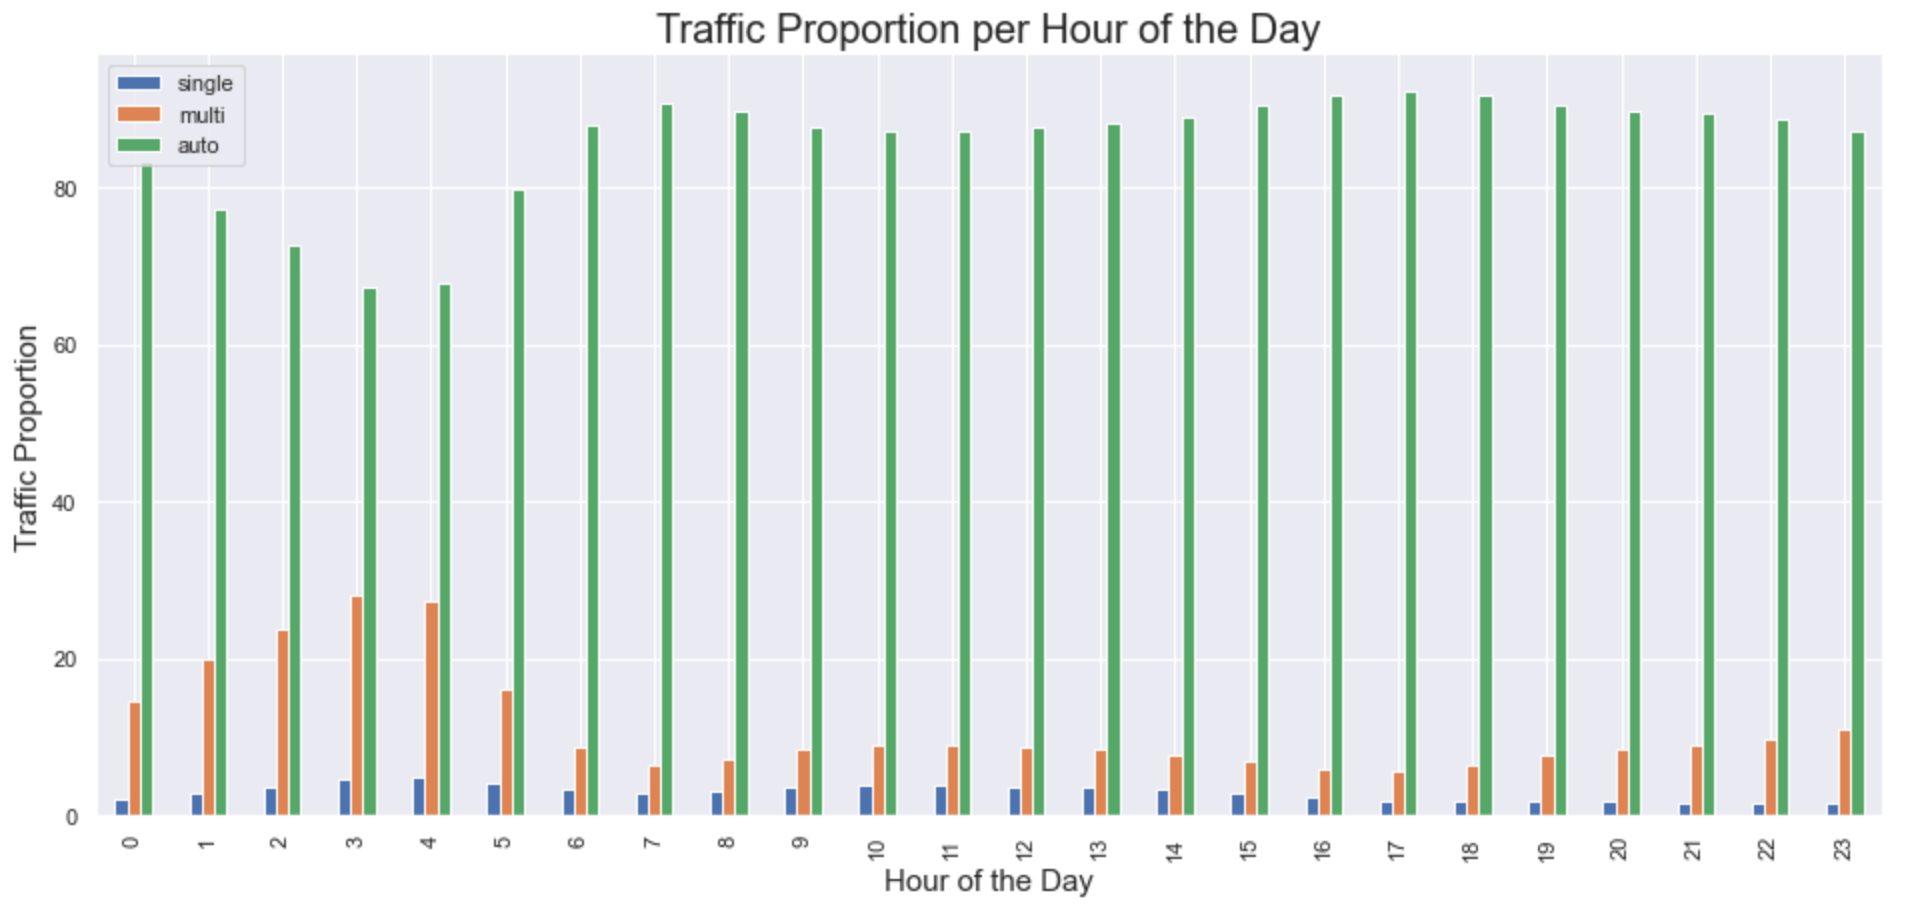 Traffic Proportion per Hour of the Day
single
multi
auto
80
60
40
20
0
Traffic Proportion
0 1 2 3 4 5 6 7 8 9 10 11 12 13 14 15 16 17 18 19 20 21 22 23
Hour of the Day